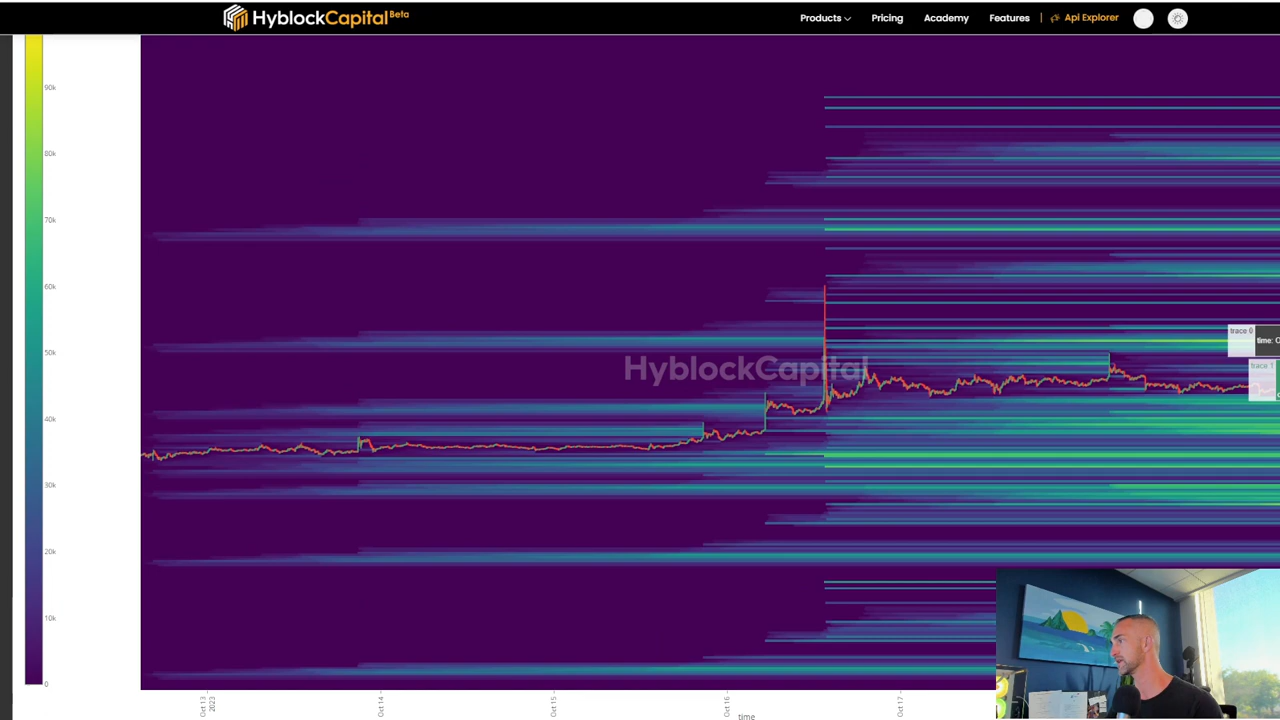 HyblockCapital Beta
Products
Pricing
Academy
Features
Api Explorer
90k
80k
70k
60k
50k
40k
30k
20k
10k
0
HyblockCapital
trace 0
time: O
trace 1
Oct 13
2023
Oct 14
Oct 15
Oct 16
Oct 17
time